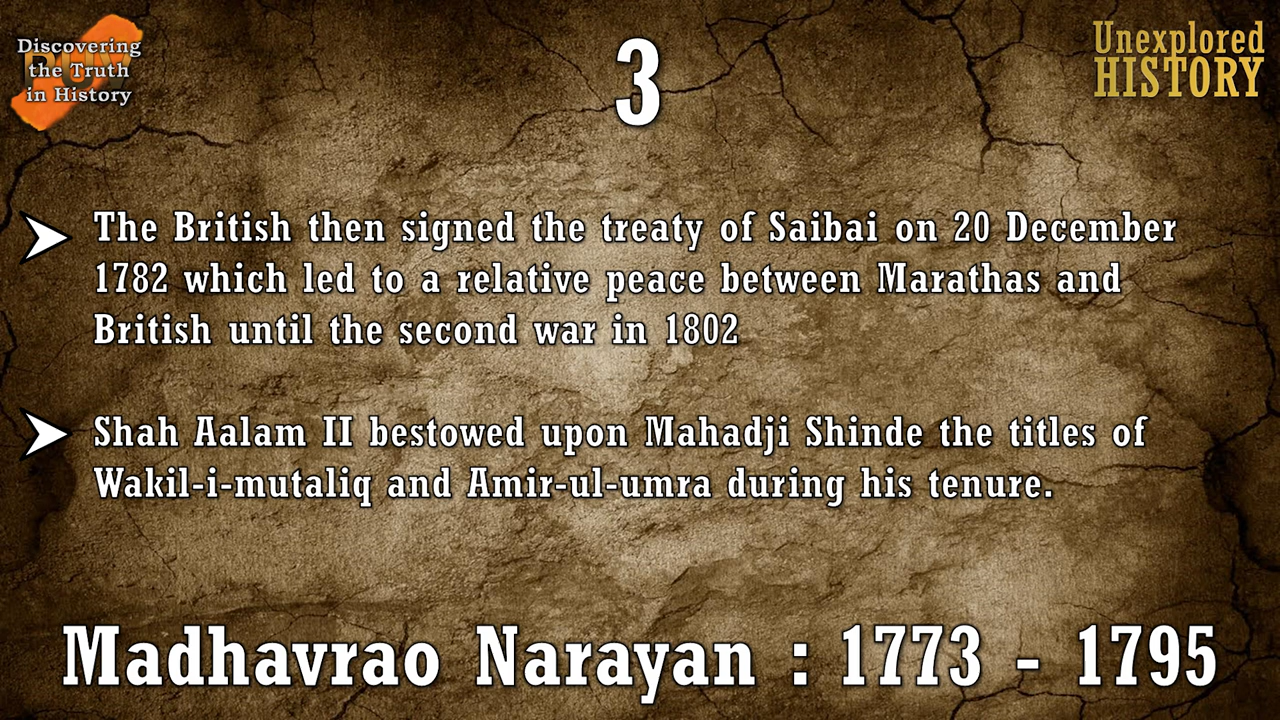 Discovering
the Truth
in History
3
Unexplored
HISTORY
The British then signed the treaty of Saibai on 20 December
1782 which led to a relative peace between Marathas and
British until the second war in 1802
Shah Aalam II bestowed upon Mahadji Shinde the titles of
Wakil-i-mutaliq and Amir-ul-umra during his tenure.
Madhavrao Narayan : 1773 - 1795